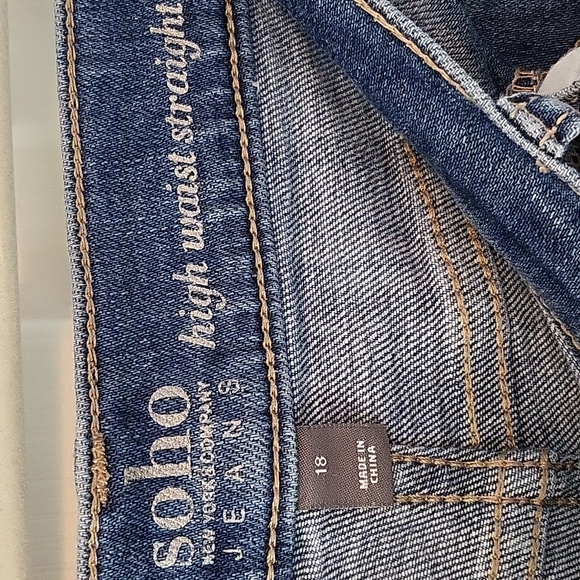 soho
NEW YORK & COMPANY
JEANS
high waist straight
18
MADE IN
CHINA